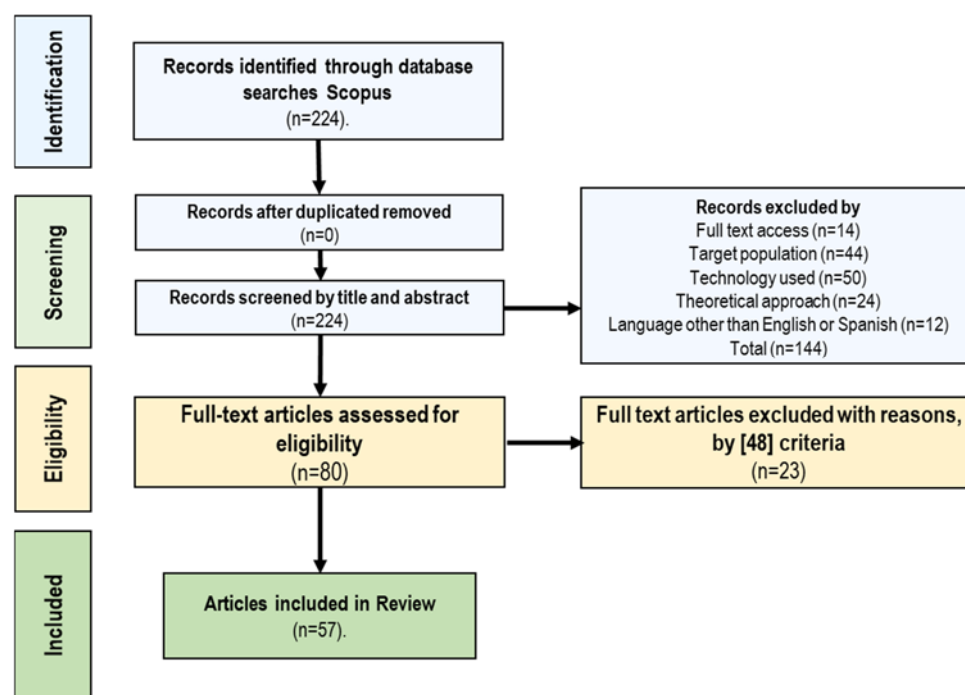 Identification
Records identified through database
searches Scopus
(n=224).
Screening
Records after duplicated removed
(n=0)
Records screened by title and abstract
(n=224)
Records excluded by
Full text access (n=14)
Target population (n=44)
Technology used (n=50)
Theoretical approach (n=24)
Language other than English or Spanish (n=12)
Total (n=144)
Eligibility
Full-text articles assessed for
eligibility
(n=80)
Full text articles excluded with reasons,
by [48] criteria
(n=23)
Included
Articles included in Review
(n=57).